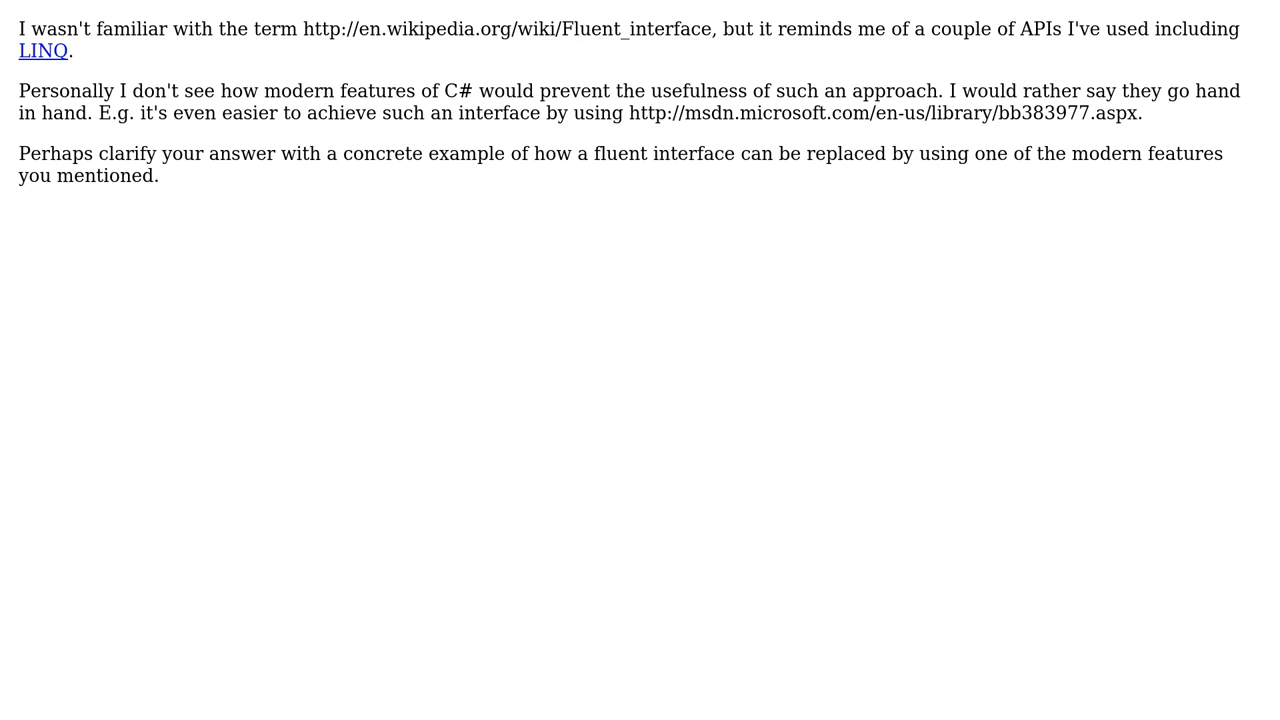 I wasn't familiar with the term http://en.wikipedia.org/wiki/Fluent_interface, but it reminds me of a couple of APIs I've used including
LINQ.
Personally I don't see how modern features of C# would prevent the usefulness of such an approach. I would rather say they go hand
in hand. E.g. it's even easier to achieve such an interface by using http://msdn.microsoft.com/en-us/library/bb383977.aspx.
Perhaps clarify your answer with a concrete example of how a fluent interface can be replaced by using one of the modern features
you mentioned.